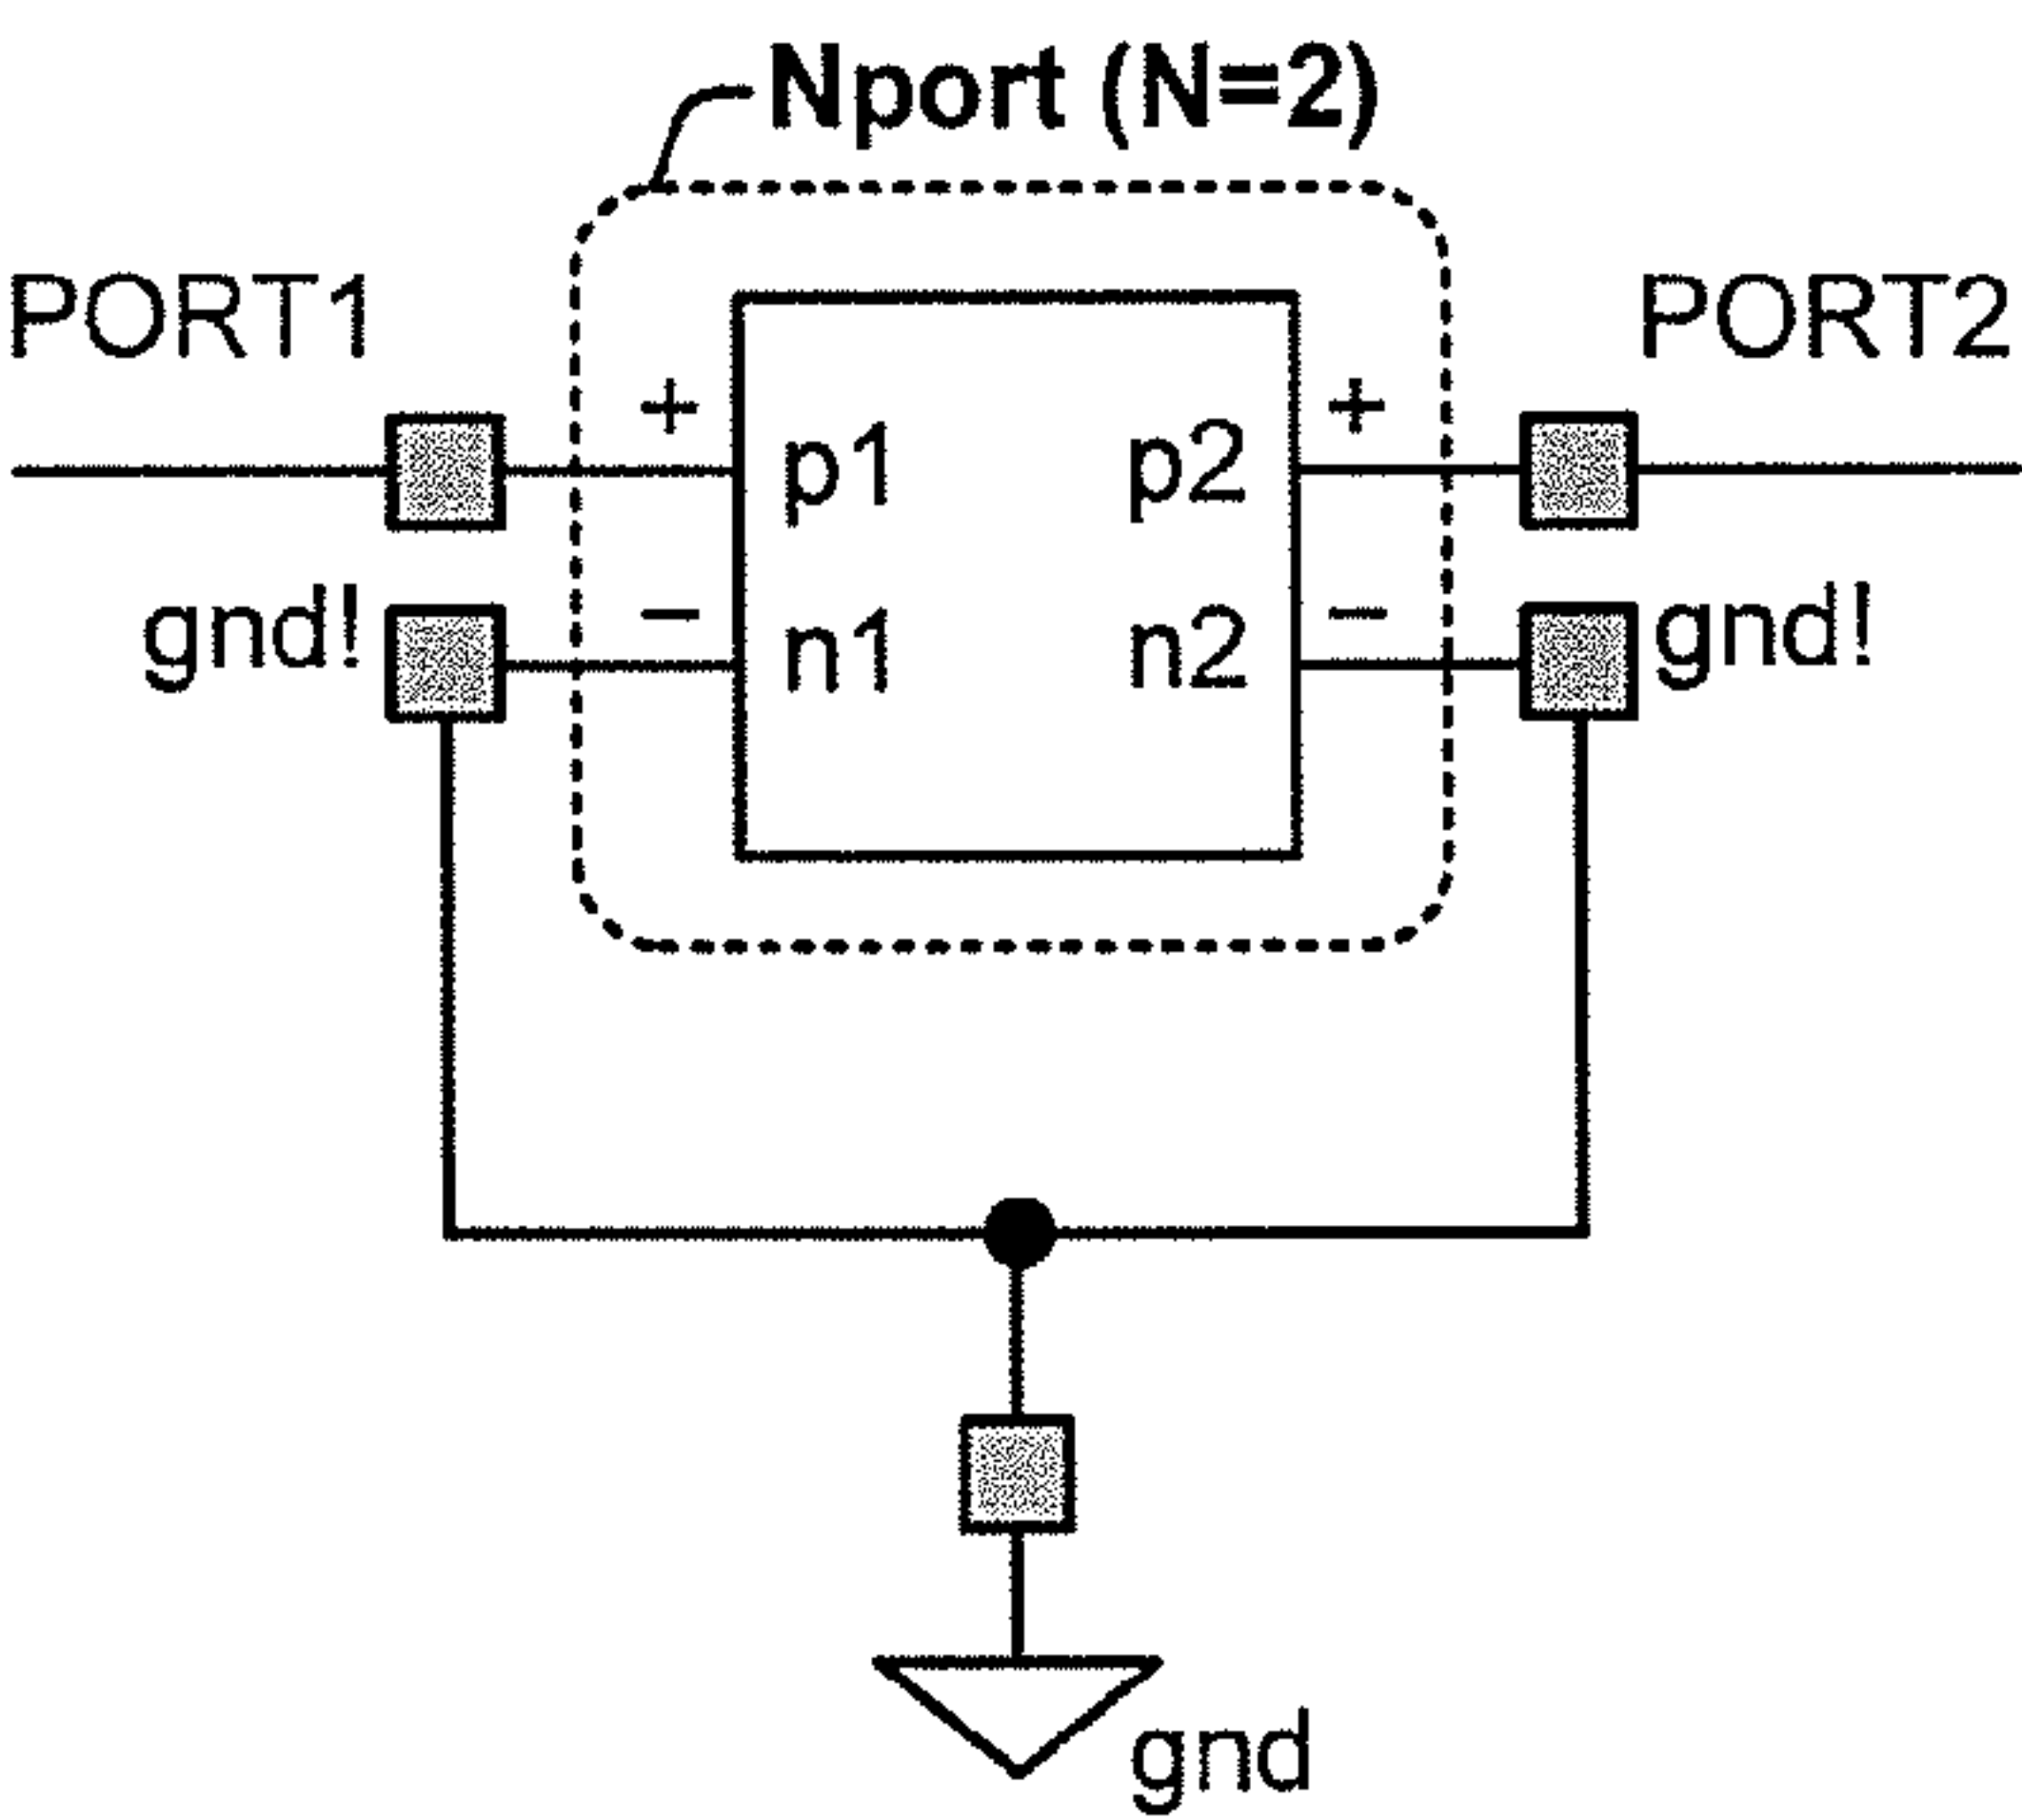 Nport (N=2)
PORT1
PORT2
+
+
p1
p2
gnd!
−
−
gnd!
n1
n2
gnd